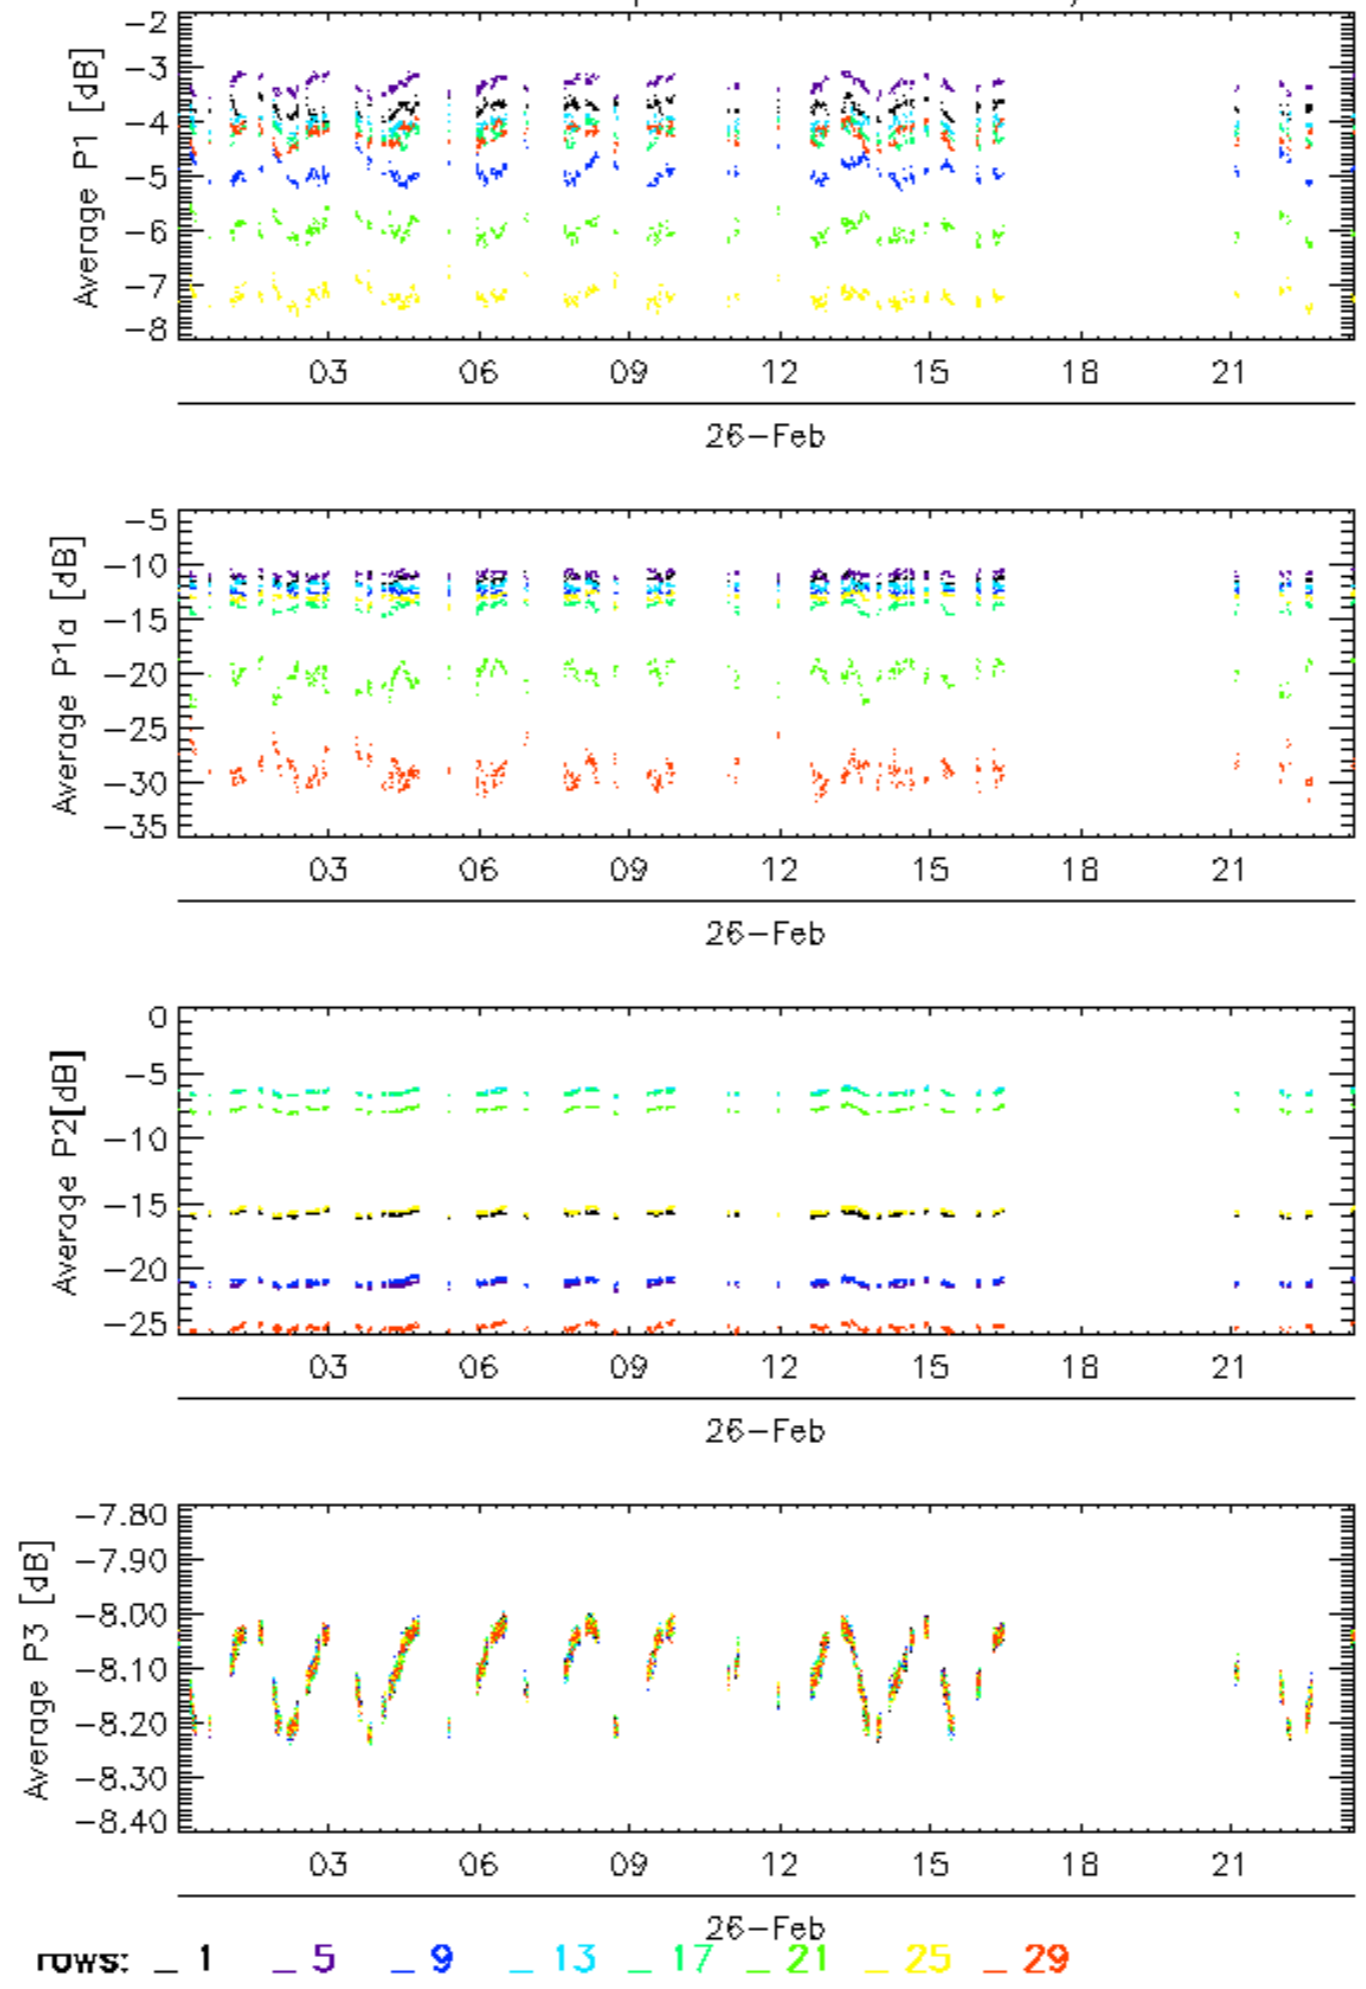 Average P1 [dB]
-2
-3
-4
-5
-6
-7
-8
03 06 09 12 15 18 21
26-Feb
Average P1a [dB]
-5
-10
-15
-20
-25
-30
-35
03 06 09 12 15 18 21
26-Feb
Average P2[dB]
0
-5
-10
-15
-20
-25
03 06 09 12 15 18 21
26-Feb
Average P3 [dB]
-7.80
-7.90
-8.00
-8.10
-8.20
-8.30
-8.40
03 06 09 12 15 18 21
26-Feb
rows: _ 1 _ 5 _ 9 _ 13 _ 17 _ 21 _ 25 _ 29